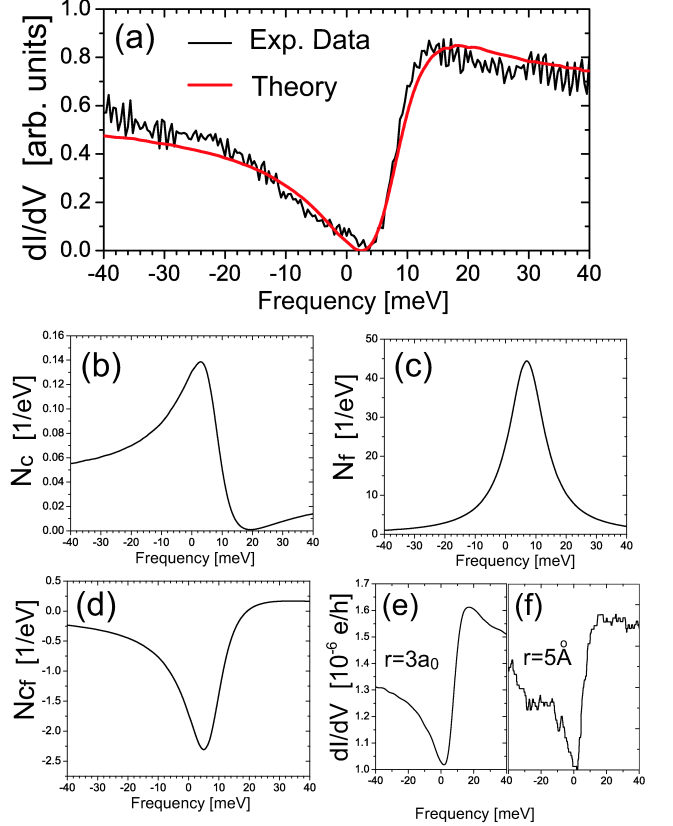 (a)
Exp. Data
Theory
dI/dV [arb. units]
1.0
0.8
0.6
0.4
0.2
0.0
-40 -30 -20 -10 0 10 20 30 40
Frequency [meV]
(b)
Nc [1/eV]
0.16
0.14
0.12
0.10
0.08
0.06
0.04
0.02
0.00
-40 -30 -20 -10 0 10 20 30 40
Frequency [meV]
(c)
Nf [1/eV]
50
40
30
20
10
0
-40 -30 -20 -10 0 10 20 30 40
Frequency [meV]
(d)
Ncf [1/eV]
0.5
0.0
-0.5
-1.0
-1.5
-2.0
-2.5
-40 -30 -20 -10 0 10 20 30 40
Frequency [meV]
(e)
r=3a0
dI/dV [10-6 e/h]
1.7
1.6
1.5
1.4
1.3
1.2
1.1
1.0
-40 -20 0 20 40
(f)
r=5Å
-40 -20 0 20 40
Frequency [meV]